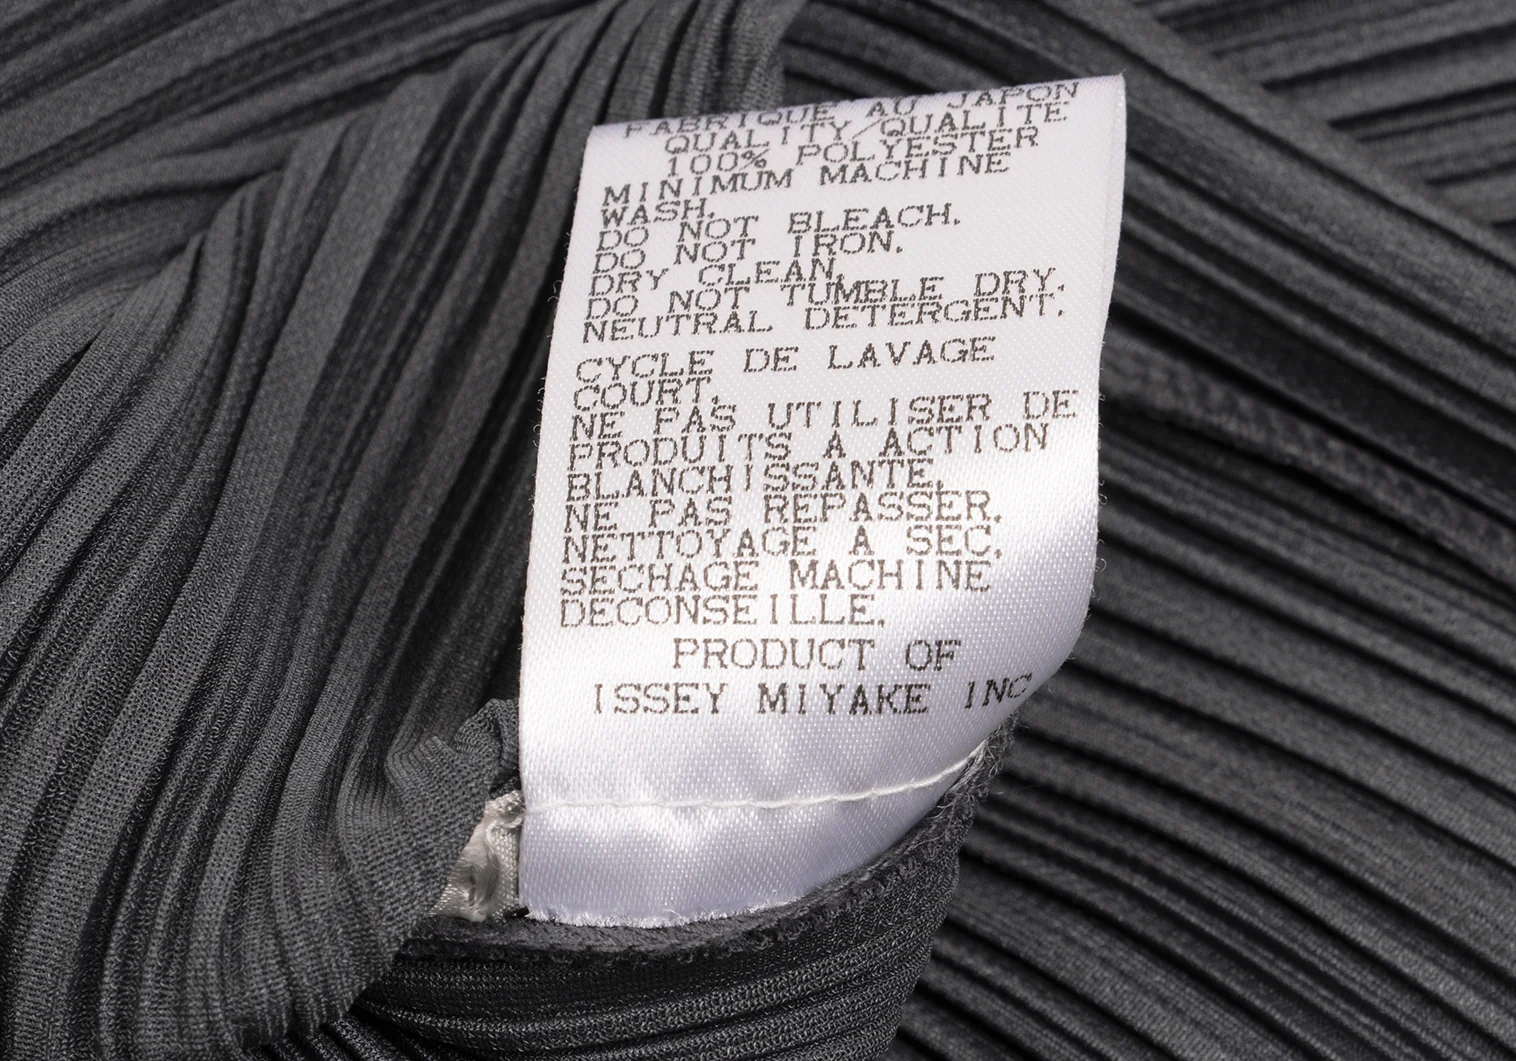 FABRIQUE AU JAPON
QUALITY/QUALITE
100% POLYESTER
MINIMUM MACHINE
WASH.
DO NOT BLEACH.
DO NOT IRON.
DRY CLEAN.
DO NOT TUMBLE DRY.
NEUTRAL DETERGENT.
CYCLE DE LAVAGE
COURT.
NE PAS UTILISER DE
PRODUITS A ACTION
BLANCHISSANTE.
NE PAS REPASSER.
NETTOYAGE A SEC.
SECHAGE MACHINE
DECONSEILLE.
PRODUCT OF
ISSEY MIYAKE INC